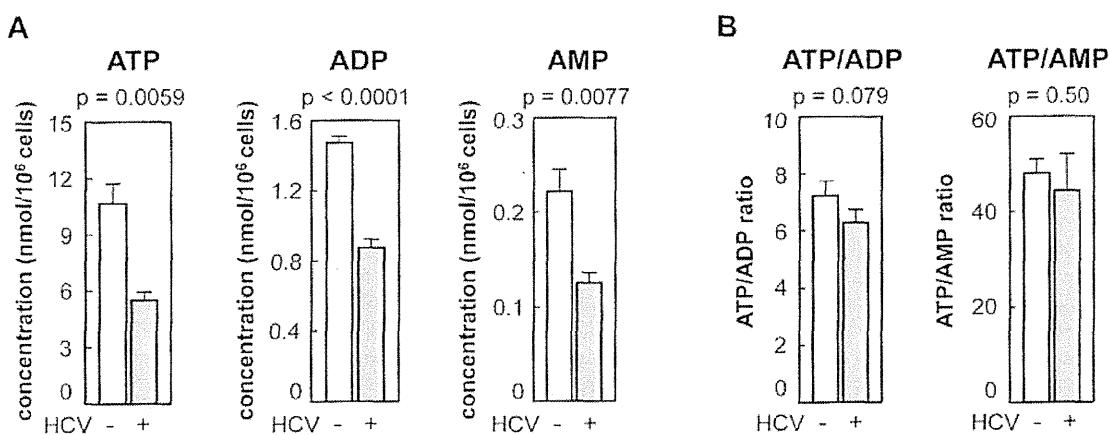 A
ATP
p = 0.0059
concentration (nmol/10⁶ cells)
15
12
9
6
3
0
HCV - +
ADP
p < 0.0001
concentration (nmol/10⁶ cells)
1.6
1.2
0.8
0.4
0
HCV - +
AMP
p = 0.0077
concentration (nmol/10⁶ cells)
0.3
0.2
0.1
0
HCV - +
B
ATP/ADP
p = 0.079
ATP/ADP ratio
10
8
6
4
2
0
HCV - +
ATP/AMP
p = 0.50
ATP/AMP ratio
60
40
20
0
HCV - +